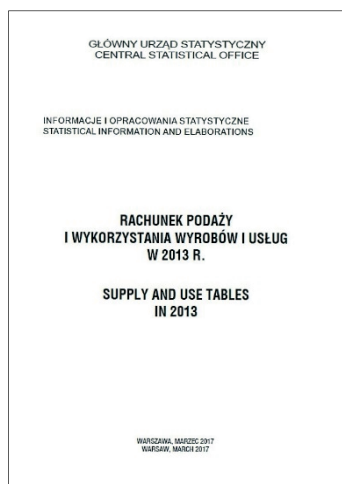 GŁÓWNY URZĄD STATYSTYCZNY
CENTRAL STATISTICAL OFFICE
INFORMACJE I OPRACOWANIA STATYSTYCZNE
STATISTICAL INFORMATION AND ELABORATIONS
RACHUNEK PODAŻY
I WYKORZYSTANIA WYROBÓW I USŁUG
W 2013 R.
SUPPLY AND USE TABLES
IN 2013
WARSZAWA, MARZEC 2017
WARSAW, MARCH 2017